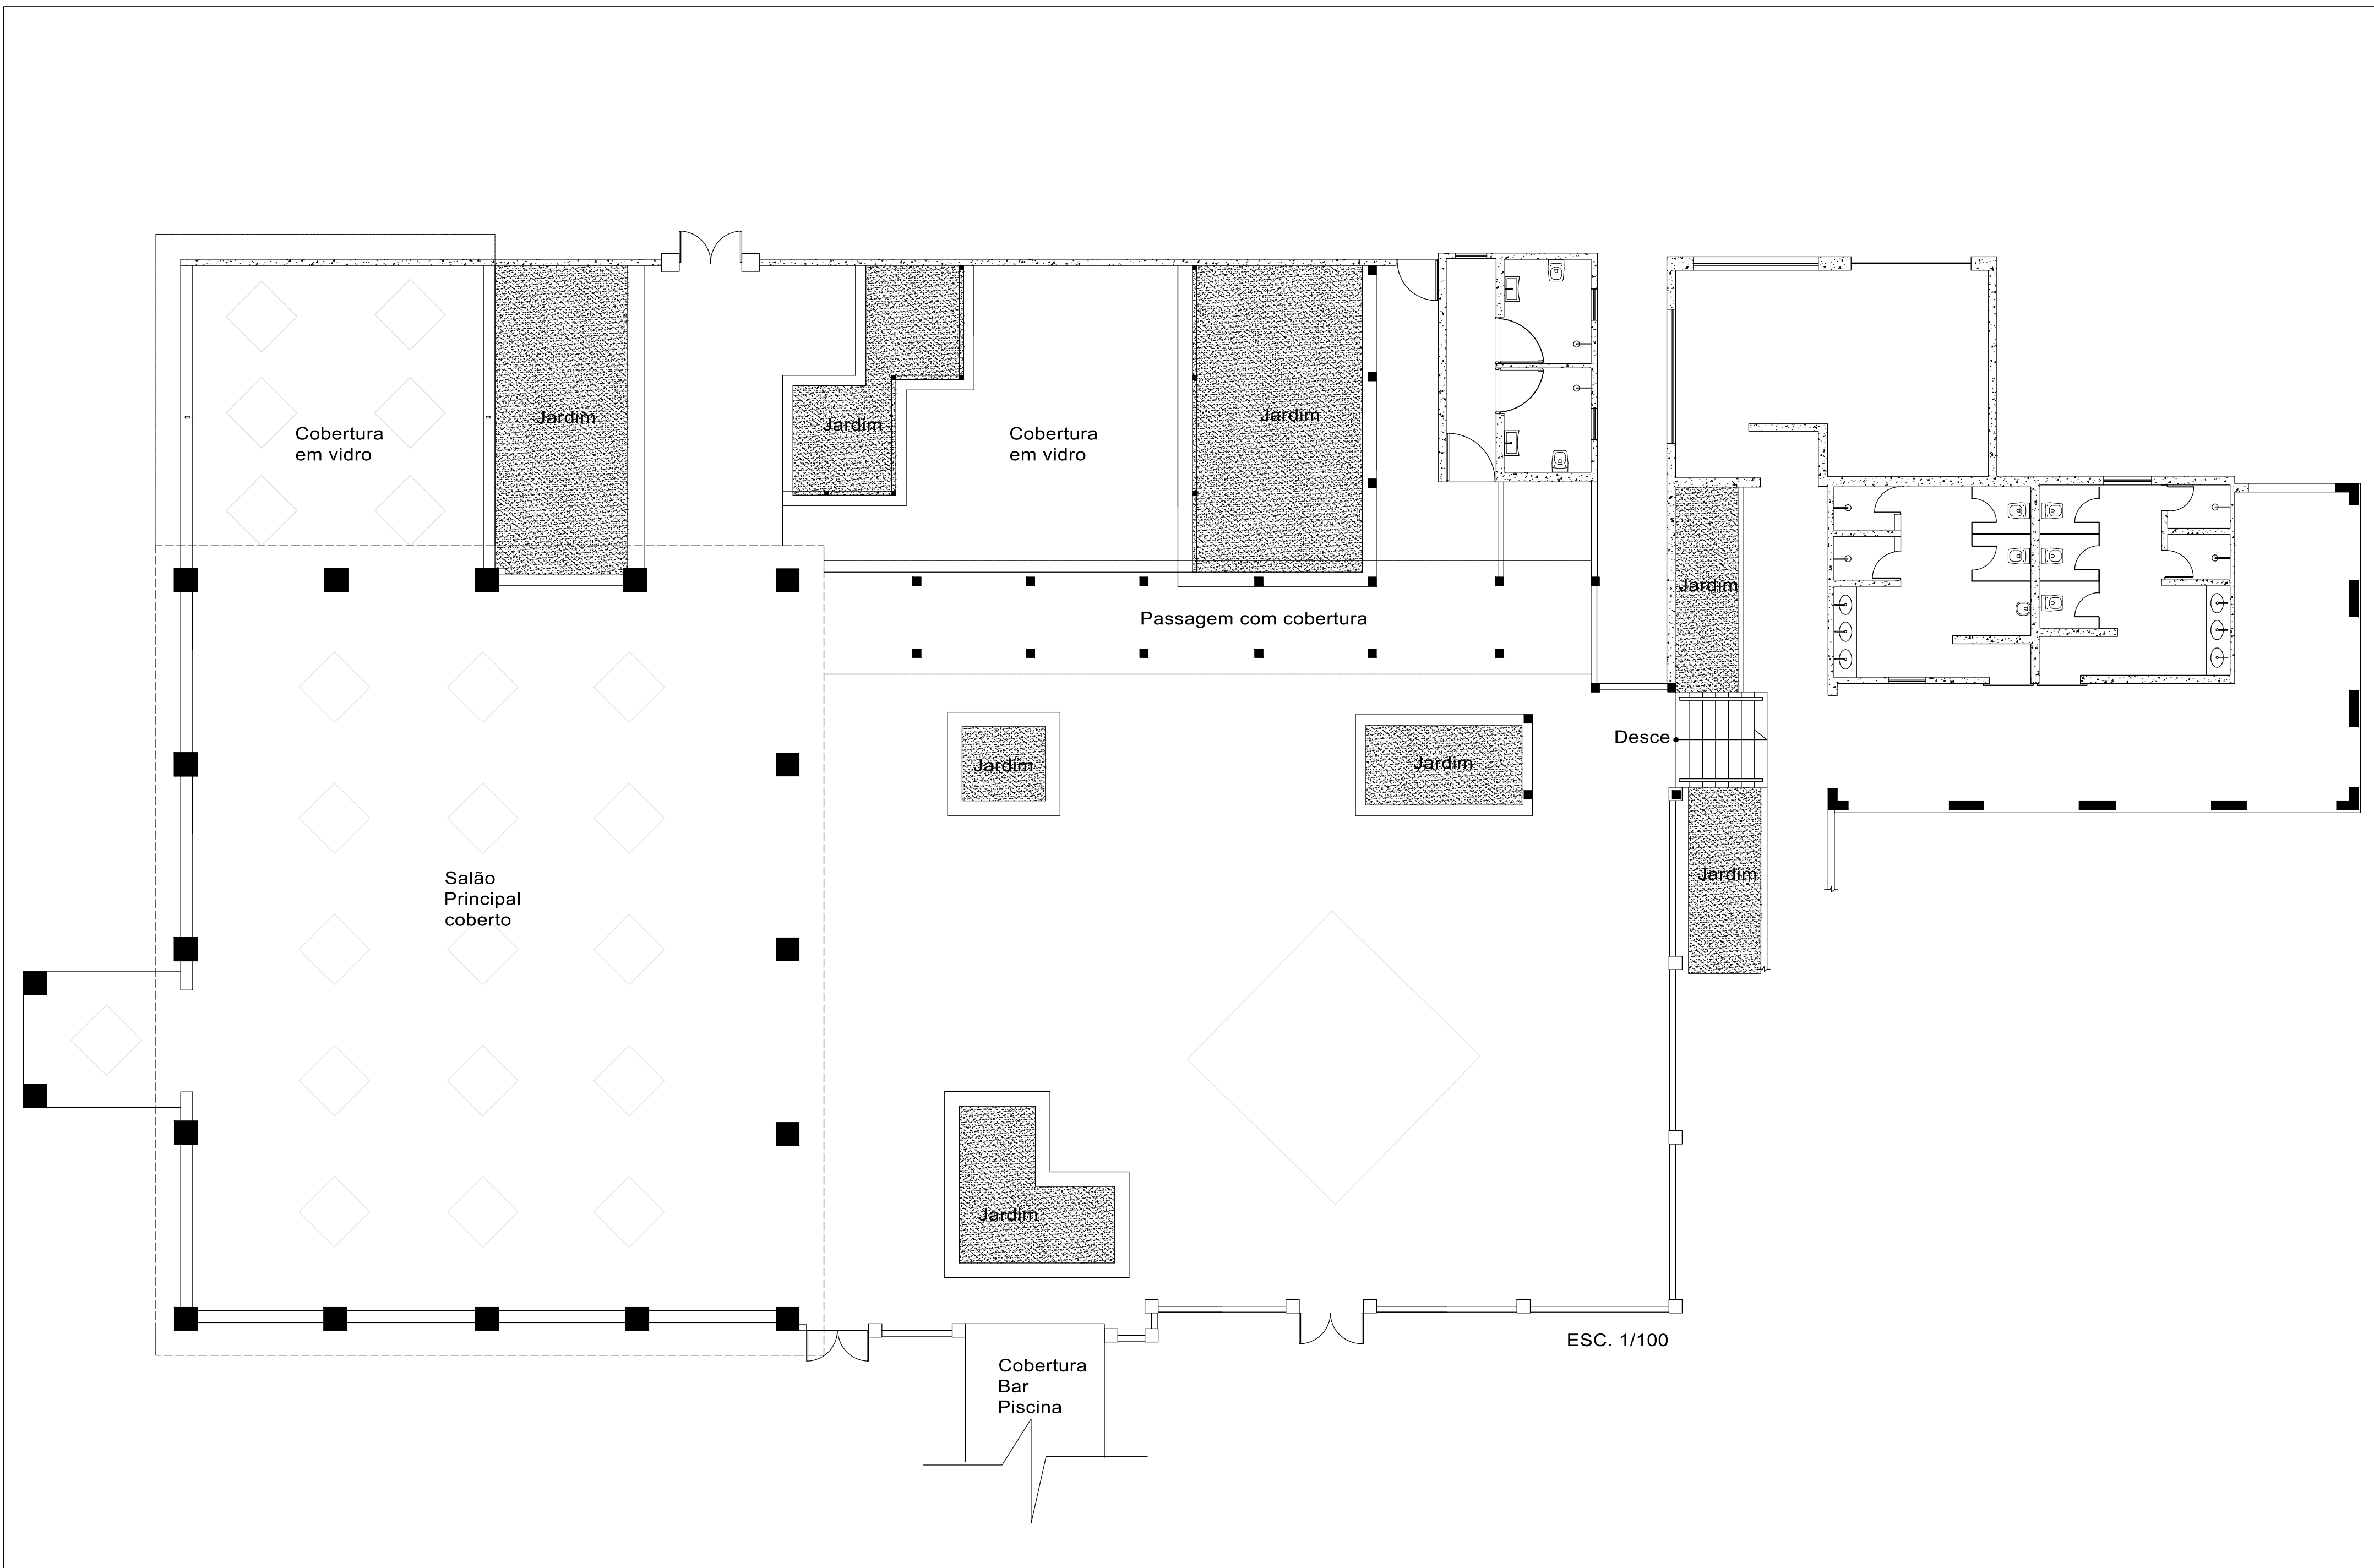 Jardim
Jardim
Jardim
Cobertura
em vidro
Cobertura
em vidro
Jardim
Passagem com cobertura
Desce
Jardim
Jardim
Jardim
Salão
Principal
coberto
Jardim
ESC. 1/100
Cobertura
Bar
Piscina